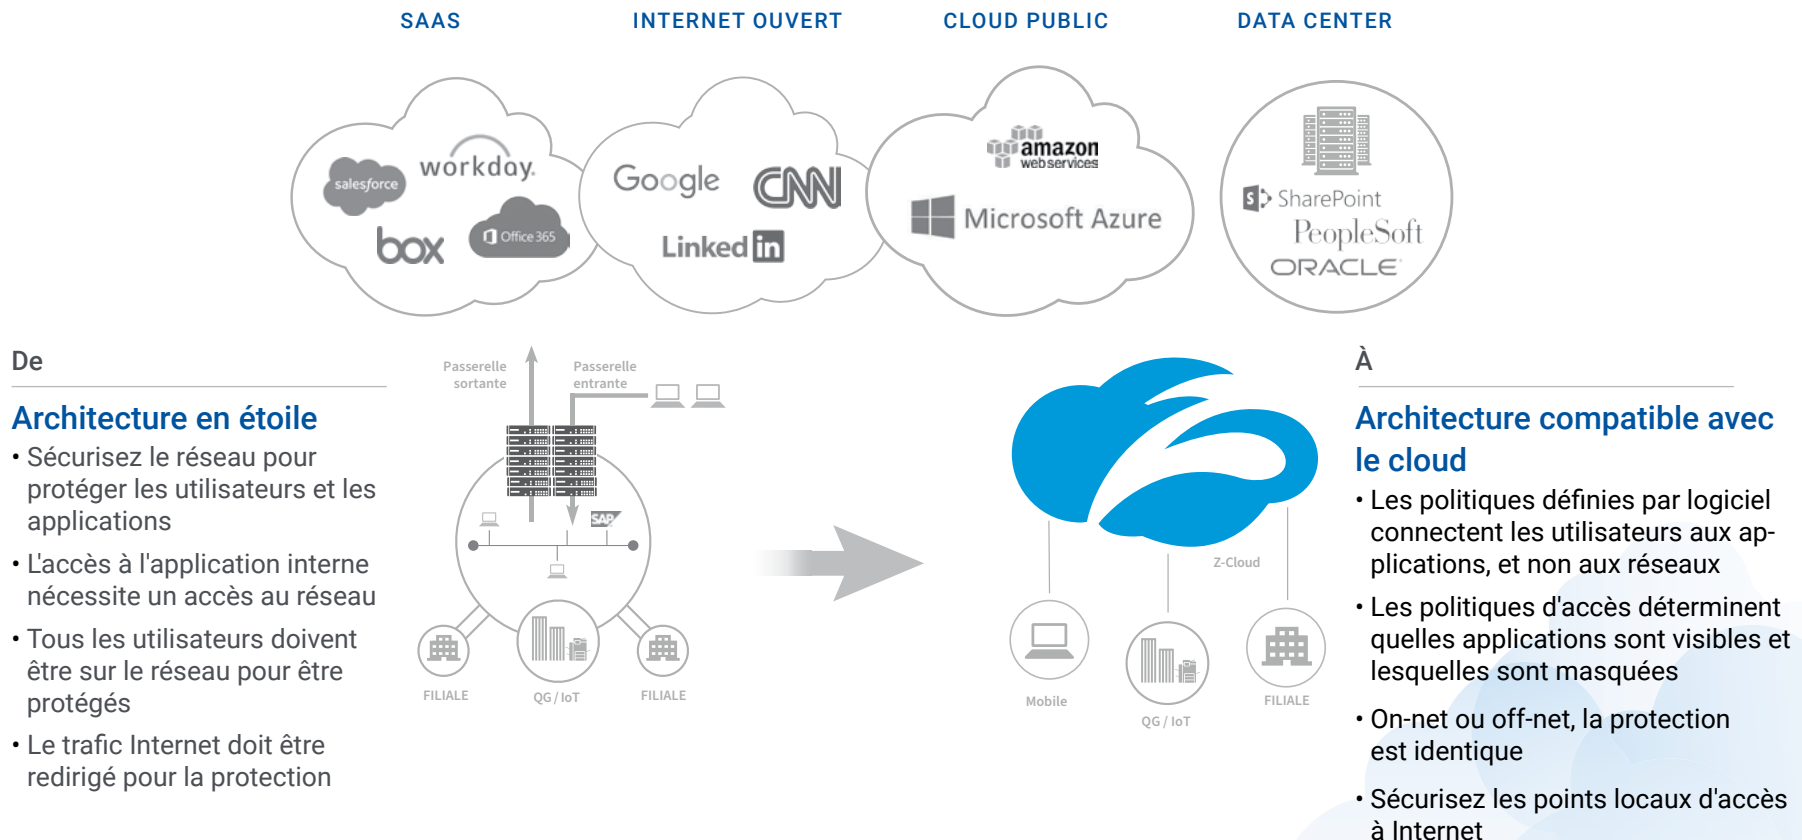 SAAS
INTERNET OUVERT
CLOUD PUBLIC
DATA CENTER
salesforce
workday.
box
Office 365
Google
CNN
Linked in
amazon
web services
Microsoft Azure
S
SharePoint
PeopleSoft
ORACLE
De
Architecture en étoile
• Sécurisez le réseau pour
protéger les utilisateurs et les
applications
• L'accès à l'application interne
nécessite un accès au réseau
• Tous les utilisateurs doivent
être sur le réseau pour être
protégés
• Le trafic Internet doit être
redirigé pour la protection
Passerelle
sortante
Passerelle
entrante
SAP
FILIALE
QG / IoT
FILIALE
Z-Cloud
Mobile
QG / IoT
FILIALE
À
Architecture compatible avec
le cloud
• Les politiques définies par logiciel
connectent les utilisateurs aux ap-
plications, et non aux réseaux
• Les politiques d'accès déterminent
quelles applications sont visibles et
lesquelles sont masquées
• On-net ou off-net, la protection
est identique
• Sécurisez les points locaux d'accès
à Internet